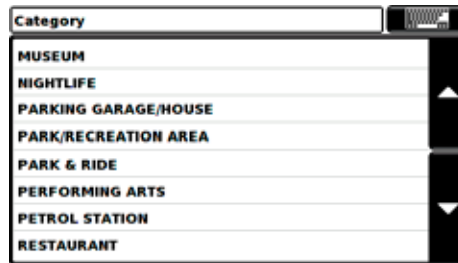 Category
MUSEUM
NIGHTLIFE
PARKING GARAGE/HOUSE
PARK/RECREATION AREA
PARK & RIDE
PERFORMING ARTS
PETROL STATION
RESTAURANT